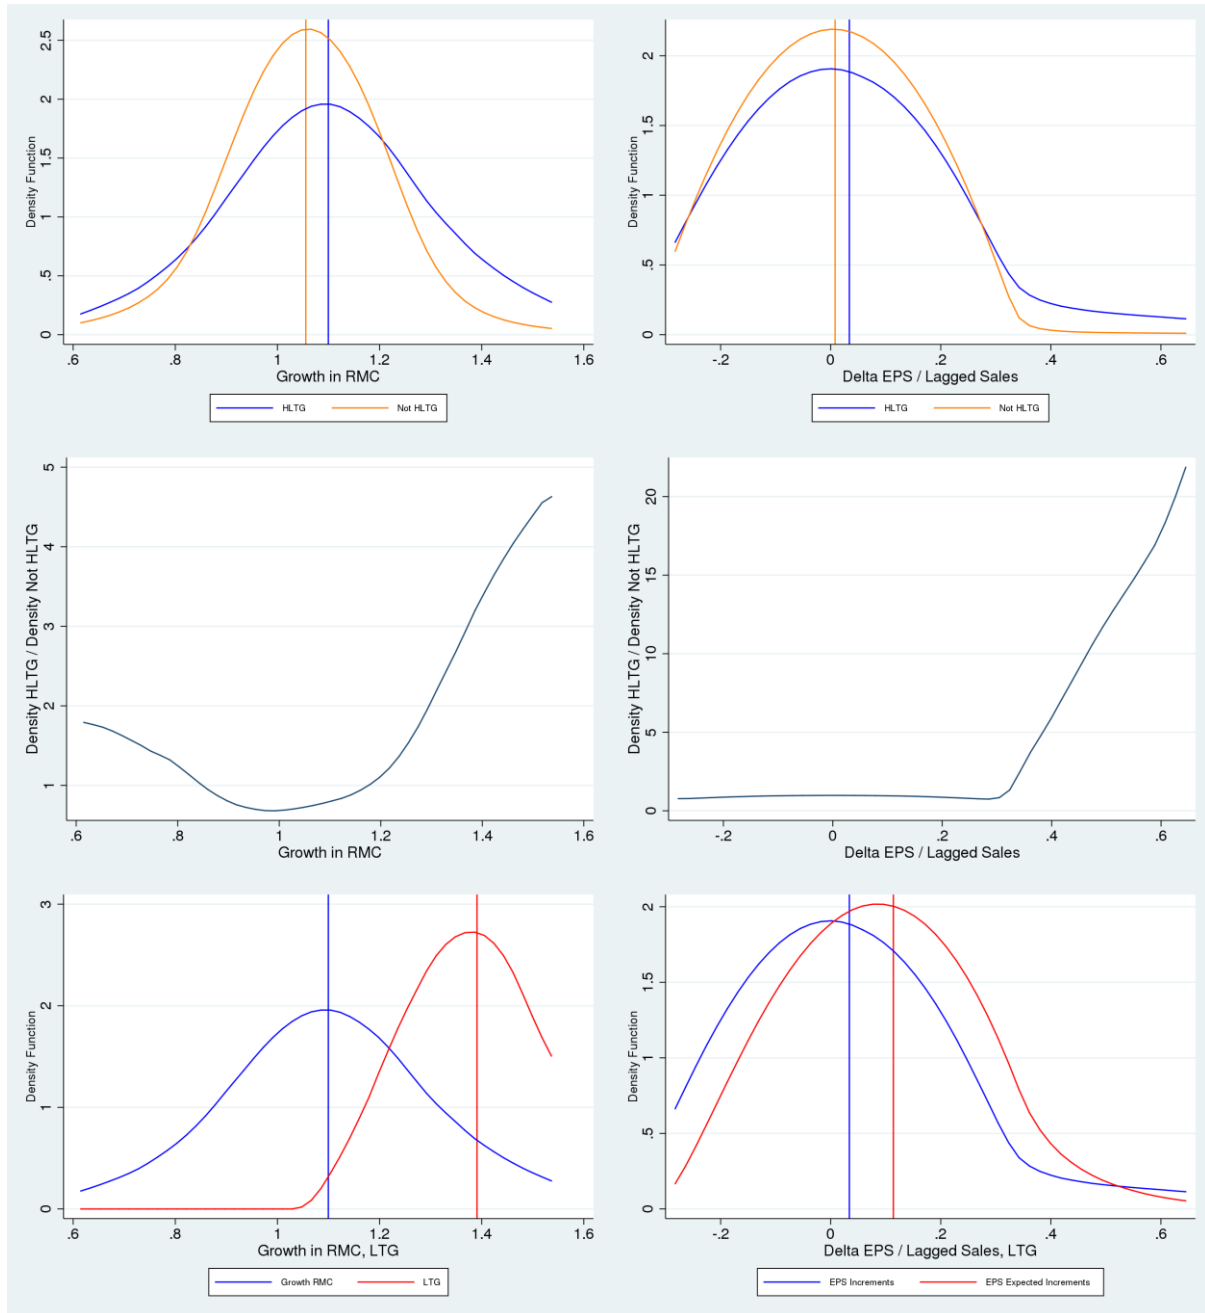 Density Function
0 .5 1 1.5 2 2.5
.6 .8 1 1.2 1.4 1.6
Growth in RMC
HLTG Not HLTG
Density Function
0 .5 1 1.5 2
-.2 0 .2 .4 .6
Delta EPS / Lagged Sales
HLTG Not HLTG
Density HLTG / Density Not HLTG
1 2 3 4 5
.6 .8 1 1.2 1.4 1.6
Growth in RMC
Density HLTG / Density Not HLTG
0 5 10 15 20
-.2 0 .2 .4 .6
Delta EPS / Lagged Sales
Density Function
0 1 2 3
.6 .8 1 1.2 1.4 1.6
Growth in RMC, LTG
Growth RMC LTG
Density Function
0 .5 1 1.5 2
-.2 0 .2 .4 .6
Delta EPS / Lagged Sales, LTG
EPS Increments EPS Expected Increments